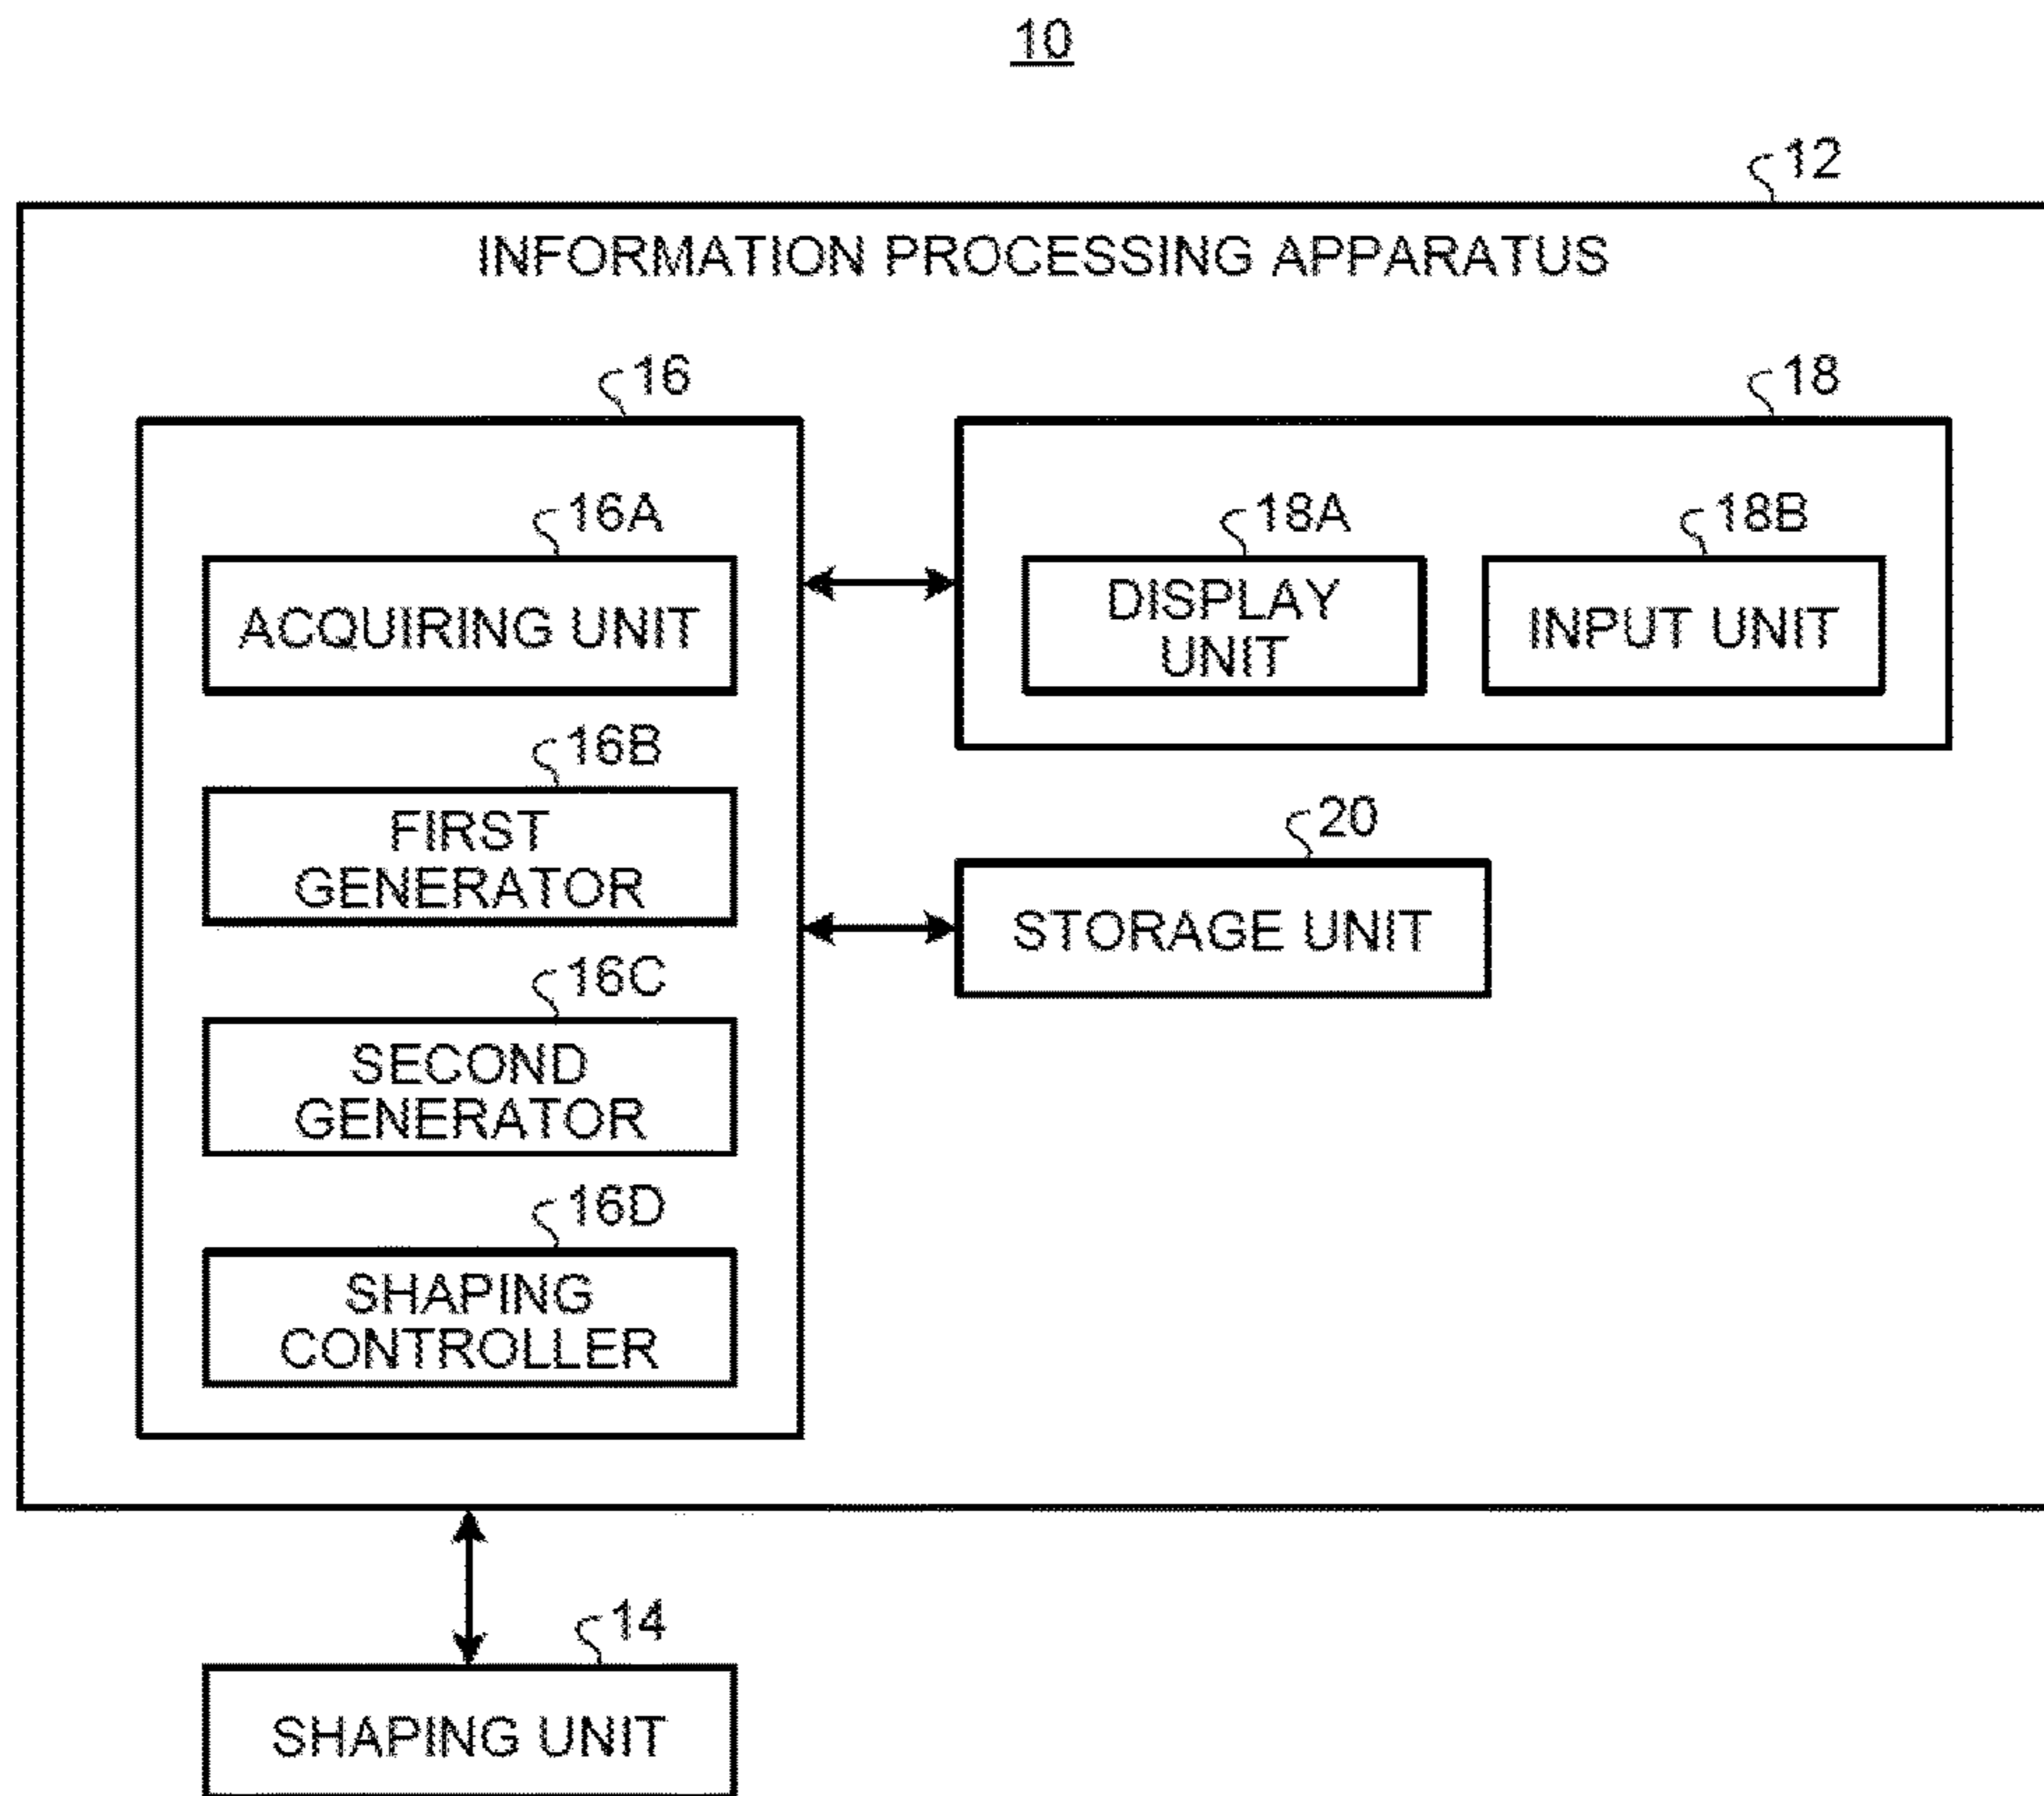 10
12
INFORMATION PROCESSING APPARATUS
16
18
16A
18A
18B
ACQUIRING UNIT
DISPLAY
UNIT
INPUT UNIT
16B
FIRST
GENERATOR
20
STORAGE UNIT
16C
SECOND
GENERATOR
16D
SHAPING
CONTROLLER
14
SHAPING UNIT